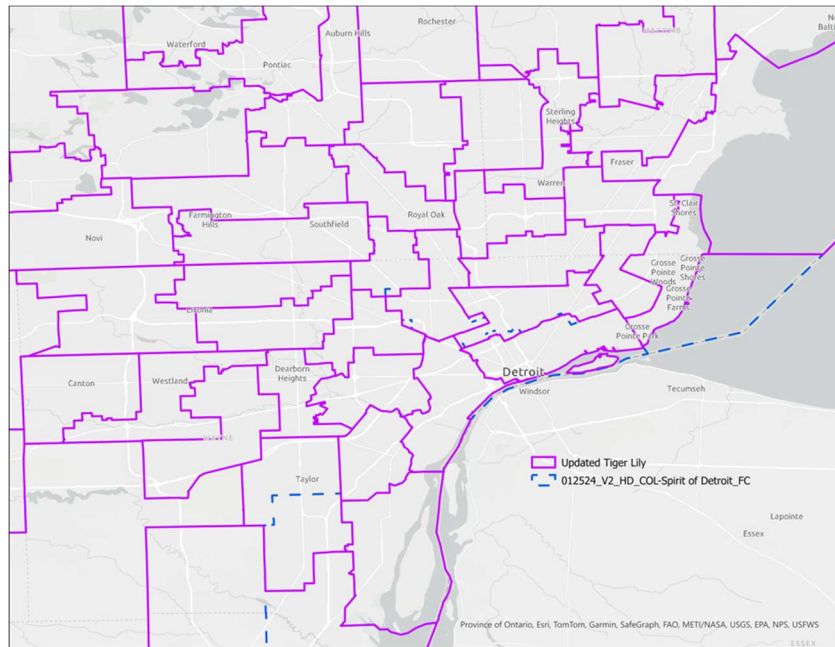 Rochester
Auburn Hills
Waterford
MACOMB
Pontiac
Sterling
Heights
Fraser
Warren
St. Clair
Shores
Farmington
Hills
Royal Oak
Southfield
Novi
Grosse
Pointe
Woods
Grosse
Pointe
Shores
Grosse
Pointe
Farms
Livonia
Grosse
Pointe Park
Detroit
Dearborn
Heights
Canton
Westland
Windsor
Tecumseh
WAYNE
Updated Tiger Lily
Taylor
012524_V2_HD_COL-Spirit of Detroit_FC
Lapointe
Essex
Province of Ontario, Esri, TomTom, Garmin, SafeGraph, FAO, METI/NASA, USGS, EPA, NPS, USFWS
ESSEX